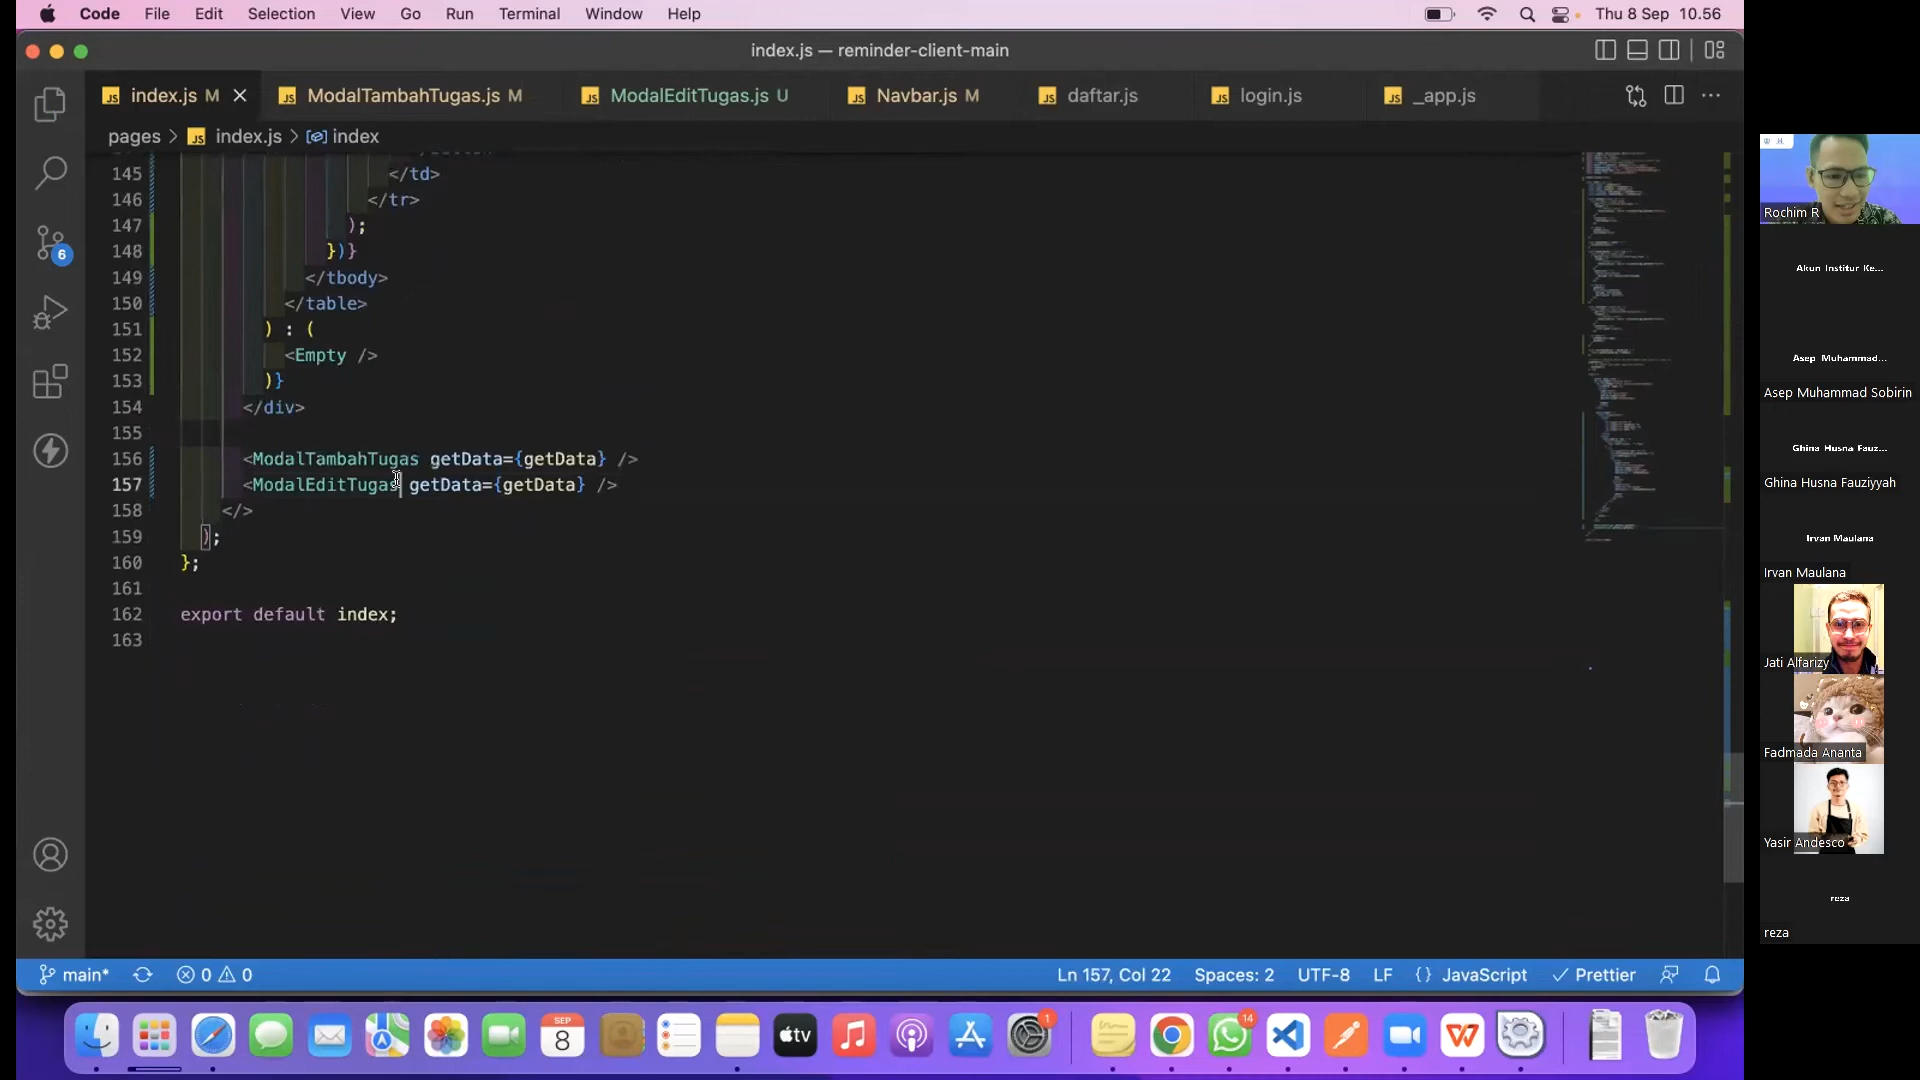 Code File Edit Selection View Go Run Terminal Window Help Thu 8 Sep 10.56
index.js — reminder-client-main
index.js M ModalTambahTugas.js M ModalEditTugas.js U Navbar.js M daftar.js login.js _app.js
pages > index.js > index
145 </td>
146 </tr>
147 );
148 })}
149 </tbody>
150 </table>
151 ) : (
152 <Empty />
153 )}
154 </div>
155
156 <ModalTambahTugas getData={getData} />
157 <ModalEditTugas getData={getData} />
158 </>
159 );
160 };
161
162 export default index;
163
6
main* 0 0 Ln 157, Col 22 Spaces: 2 UTF-8 LF {} JavaScript Prettier
SEP
8
tv
1
14
Rochim R
Akun Institur Ke...
Asep Muhammad...
Asep Muhammad Sobirin
Ghina Husna Fauz...
Ghina Husna Fauziyyah
Irvan Maulana
Irvan Maulana
Jati Alfarizy
Fadmada Ananta
Yasir Andesco
reza
reza